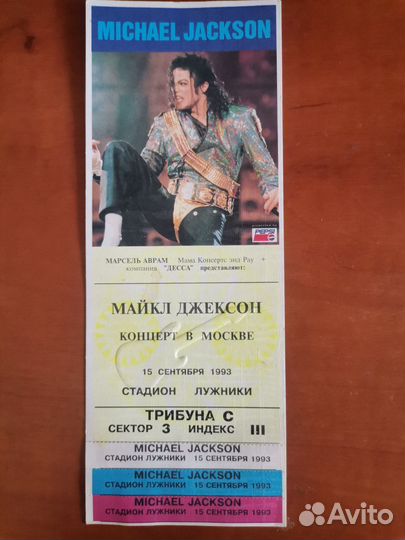 MICHAEL JACKSON
PEPSI
МАРСЕЛЬ АВРАМ Мама Концертс энд Рау +
компания "ДЕССА" представляют:
МАЙКЛ ДЖЕКСОН
КОНЦЕРТ В МОСКВЕ
15 СЕНТЯБРЯ 1993
СТАДИОН ЛУЖНИКИ
ТРИБУНА С
СЕКТОР 3 ИНДЕКС III
MICHAEL JACKSON
СТАДИОН ЛУЖНИКИ 15 СЕНТЯБРЯ 1993
MICHAEL JACKSON
СТАДИОН ЛУЖНИКИ 15 СЕНТЯБРЯ 1993
MICHAEL JACKSON
СТАДИОН ЛУЖНИКИ 15 СЕНТЯБРЯ 1993
Avito